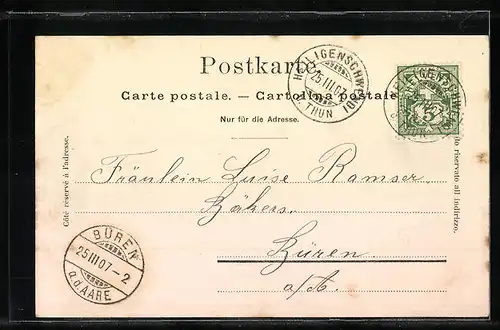 Postkarte
Carte postale. — Cartolina postale
Nur für die Adresse.
Côté réservé à l'adresse.
lato riservato all indirizzo.
HEILIGENSCHWENDI
25.III.07.
THUN
5
Fräulein Luise Ramser
Bähers.
Büren
a/A.
BÜREN
25.III.07-2
a.d.AARE